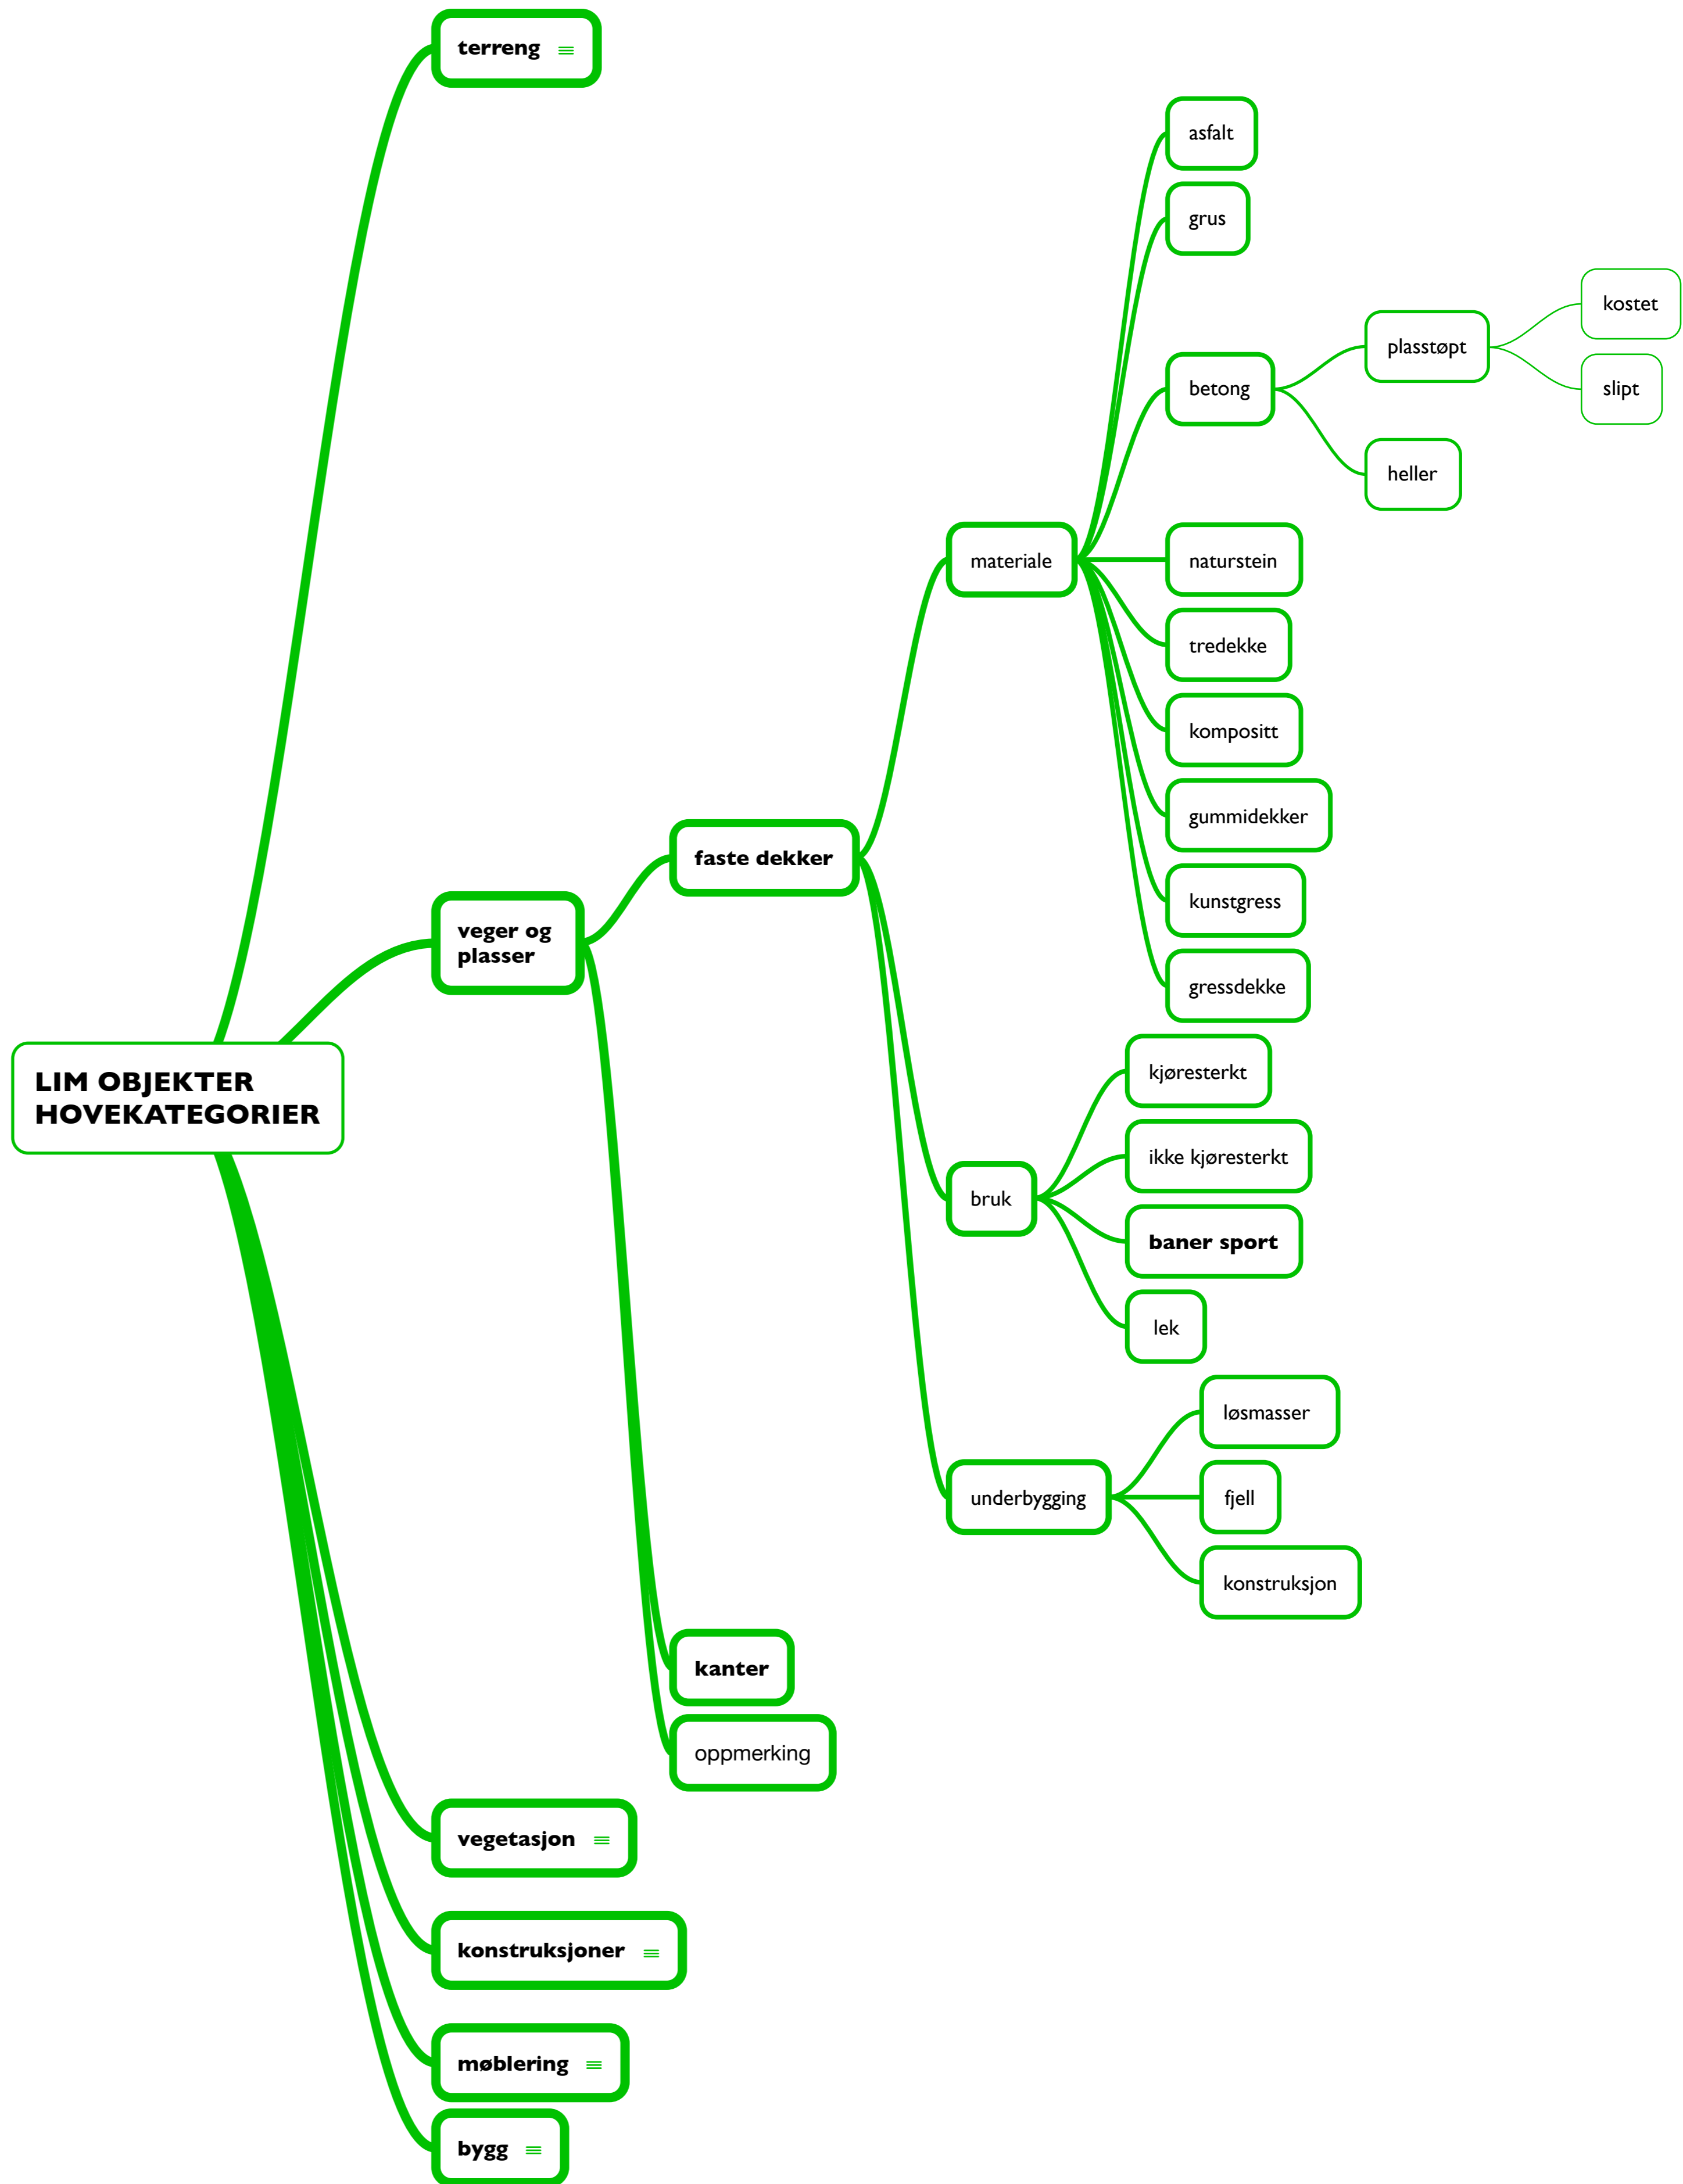 terreng
asfalt
grus
kostet
plasstøpt
betong
slipt
heller
materiale
naturstein
tredekke
kompositt
gummidekker
faste dekker
kunstgress
veger og
plasser
gressdekke
kjøresterkt
LIM OBJEKTER
HOVEKATEGORIER
ikke kjøresterkt
bruk
baner sport
lek
løsmasser
underbygging
fjell
konstruksjon
kanter
oppmerking
vegetasjon
konstruksjoner
møblering
bygg